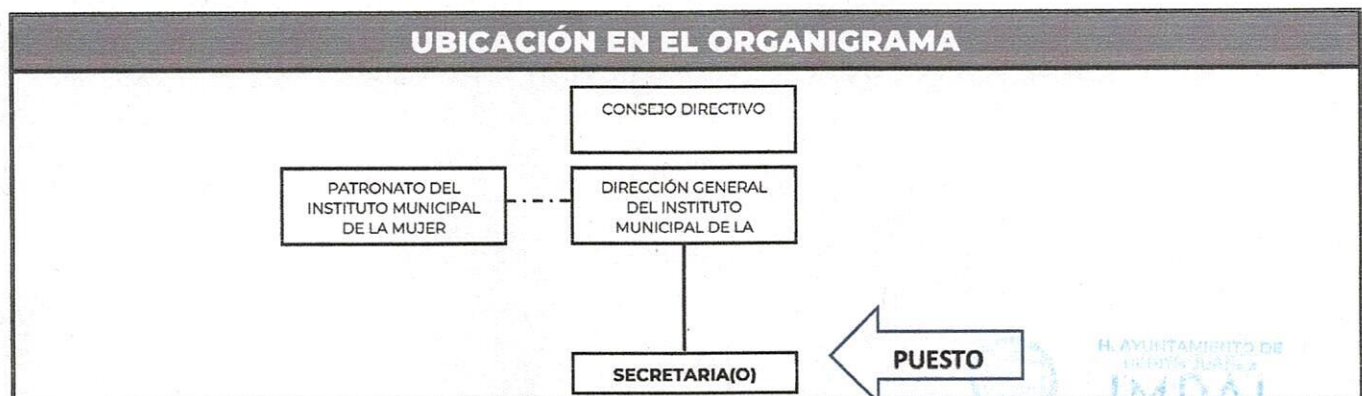 UBICACIÓN EN EL ORGANIGRAMA
CONSEJO DIRECTIVO
PATRONATO DEL
INSTITUTO MUNICIPAL
DE LA MUJER
DIRECCIÓN GENERAL
DEL INSTITUTO
MUNICIPAL DE LA
SECRETARIA(O)
PUESTO
H. AYUNTAMIENTO DE